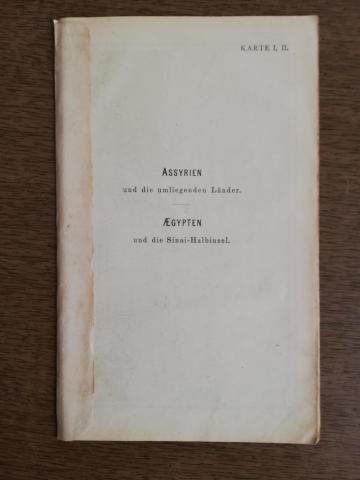 KARTE I, II.
ASSYRIEN
und die umliegenden Länder.
ÆGYPTEN
und die Sinai-Halbinsel.